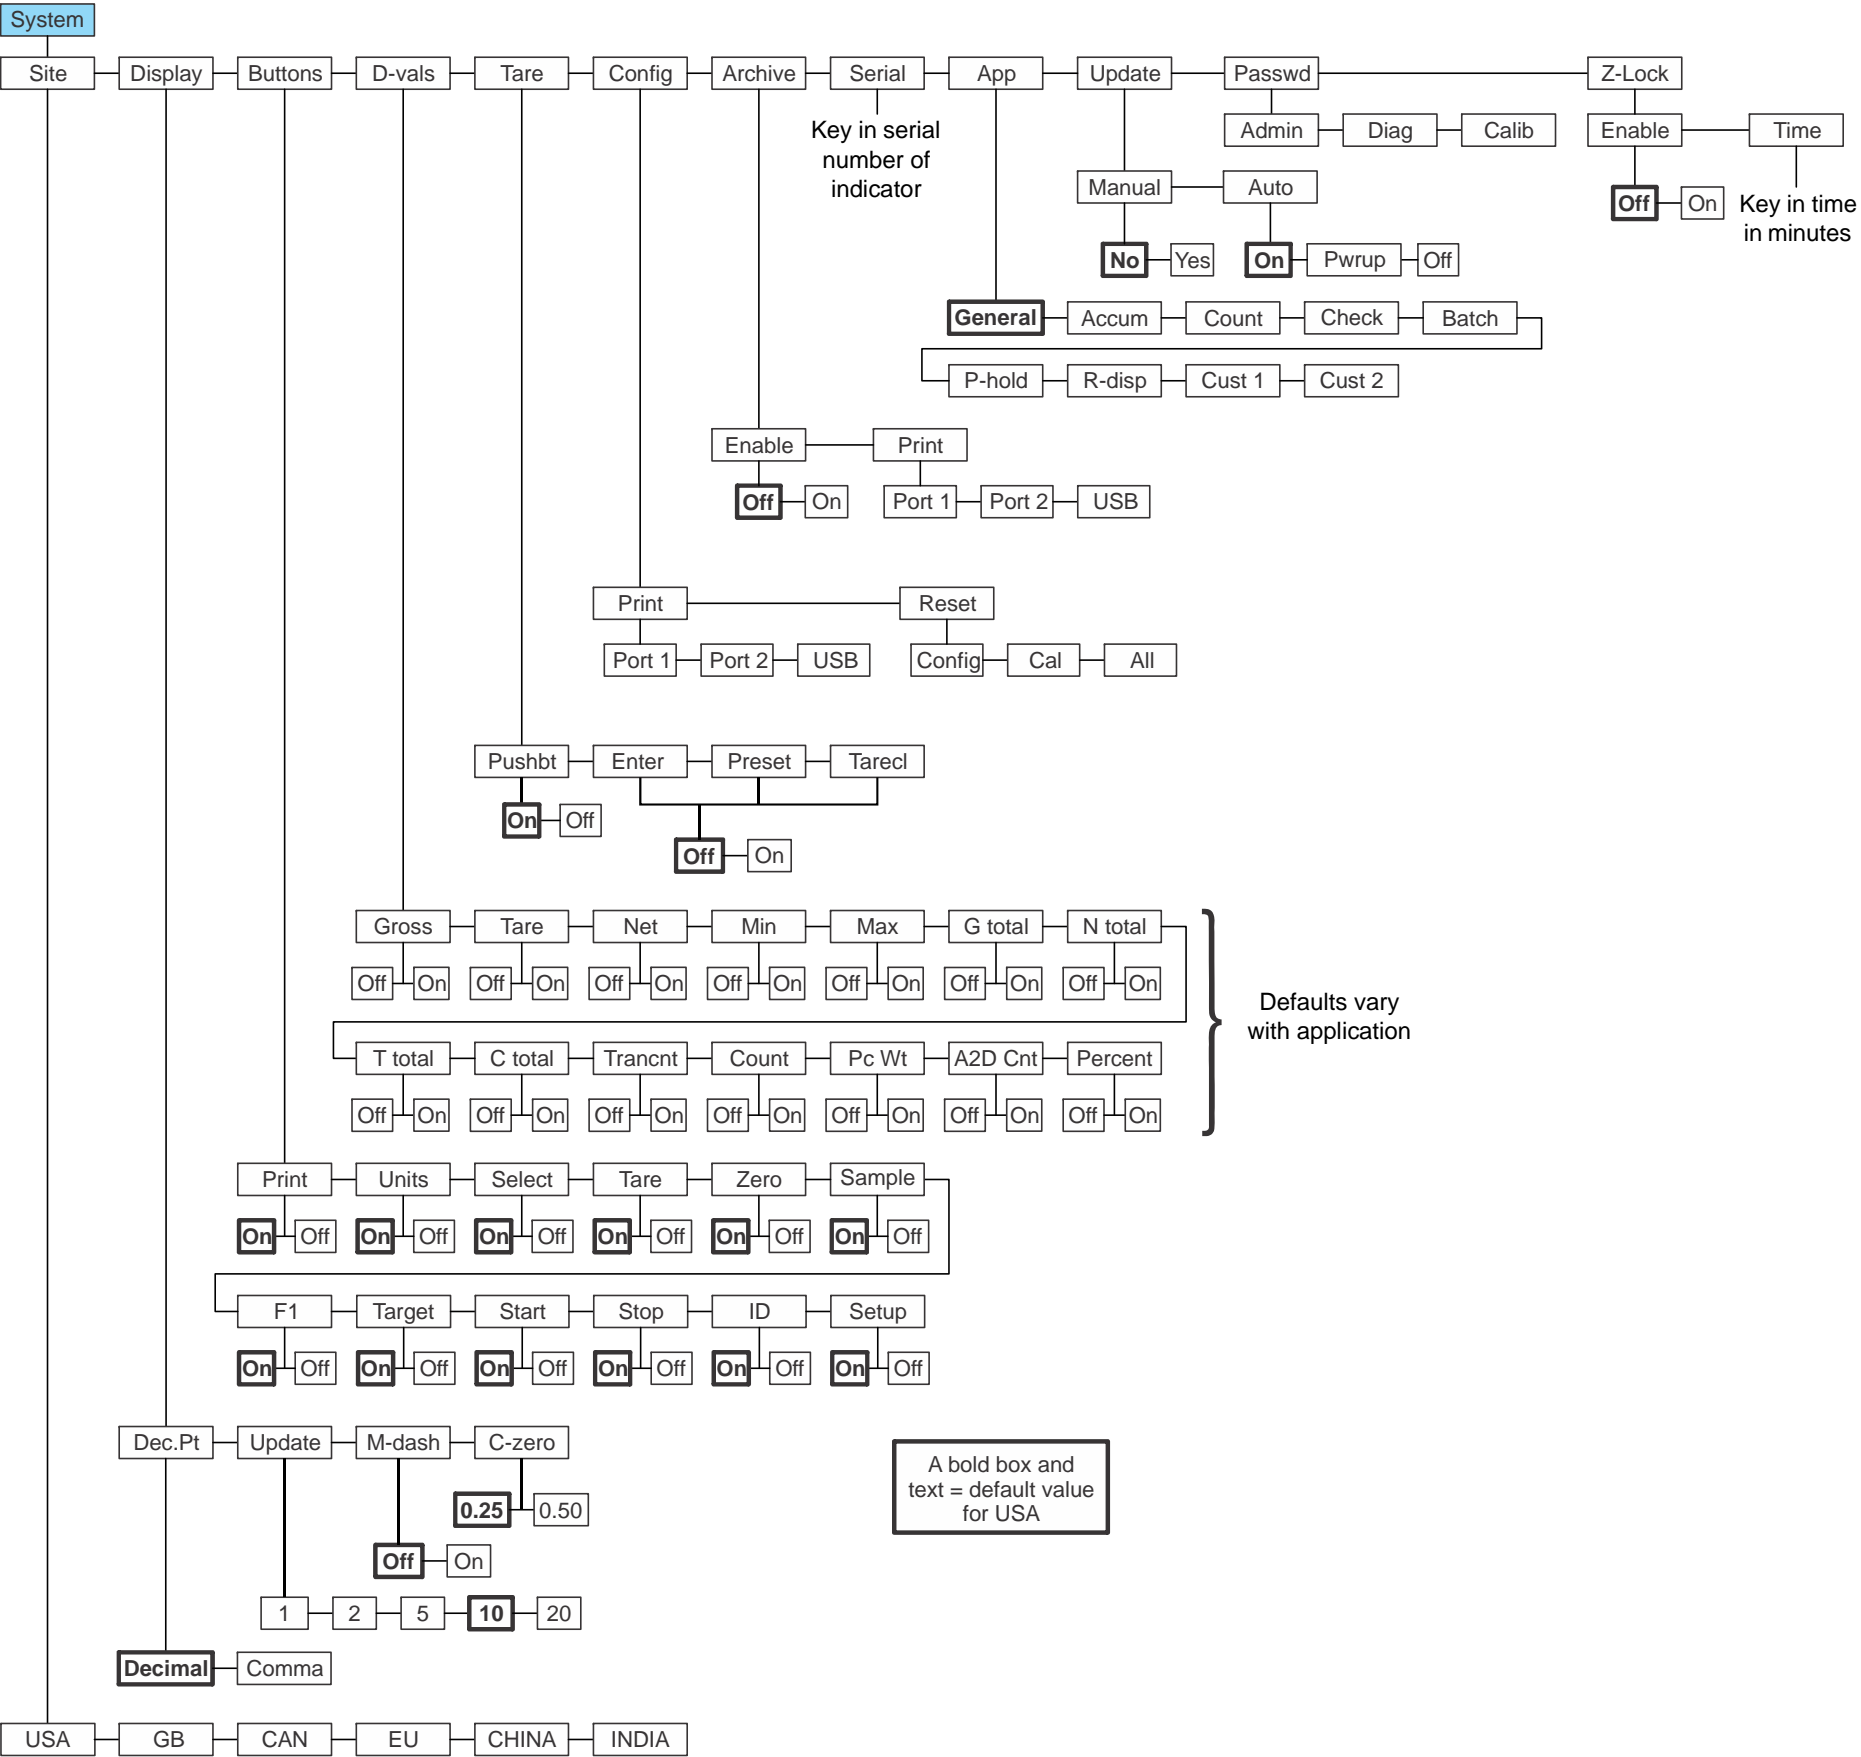 System
Site Display Buttons D-vals Tare Config Archive Serial App Update Passwd Z-Lock
Key in serial
number of
indicator
Admin Diag Calib Enable Time
Manual Auto
Off On Key in time
in minutes
No Yes On Pwrup Off
General Accum Count Check Batch
P-hold R-disp Cust 1 Cust 2
Enable Print
Off On Port 1 Port 2 USB
Print Reset
Port 1 Port 2 USB Config Cal All
Pushbt Enter Preset Tarecl
On Off
Off On
Gross Tare Net Min Max G total N total
Off On Off On Off On Off On Off On Off On Off On
Defaults vary
with application
T total C total Trancnt Count Pc Wt A2D Cnt Percent
Off On Off On Off On Off On Off On Off On Off On
Print Units Select Tare Zero Sample
On Off On Off On Off On Off On Off On Off
F1 Target Start Stop ID Setup
On Off On Off On Off On Off On Off On Off
Dec.Pt Update M-dash C-zero
A bold box and
text = default value
for USA
0.25 0.50
Off On
1 2 5 10 20
Decimal Comma
USA GB CAN EU CHINA INDIA